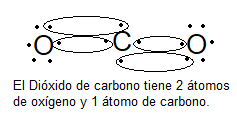 O C O
El Dióxido de carbono tiene 2 átomos
de oxígeno y 1 átomo de carbono.